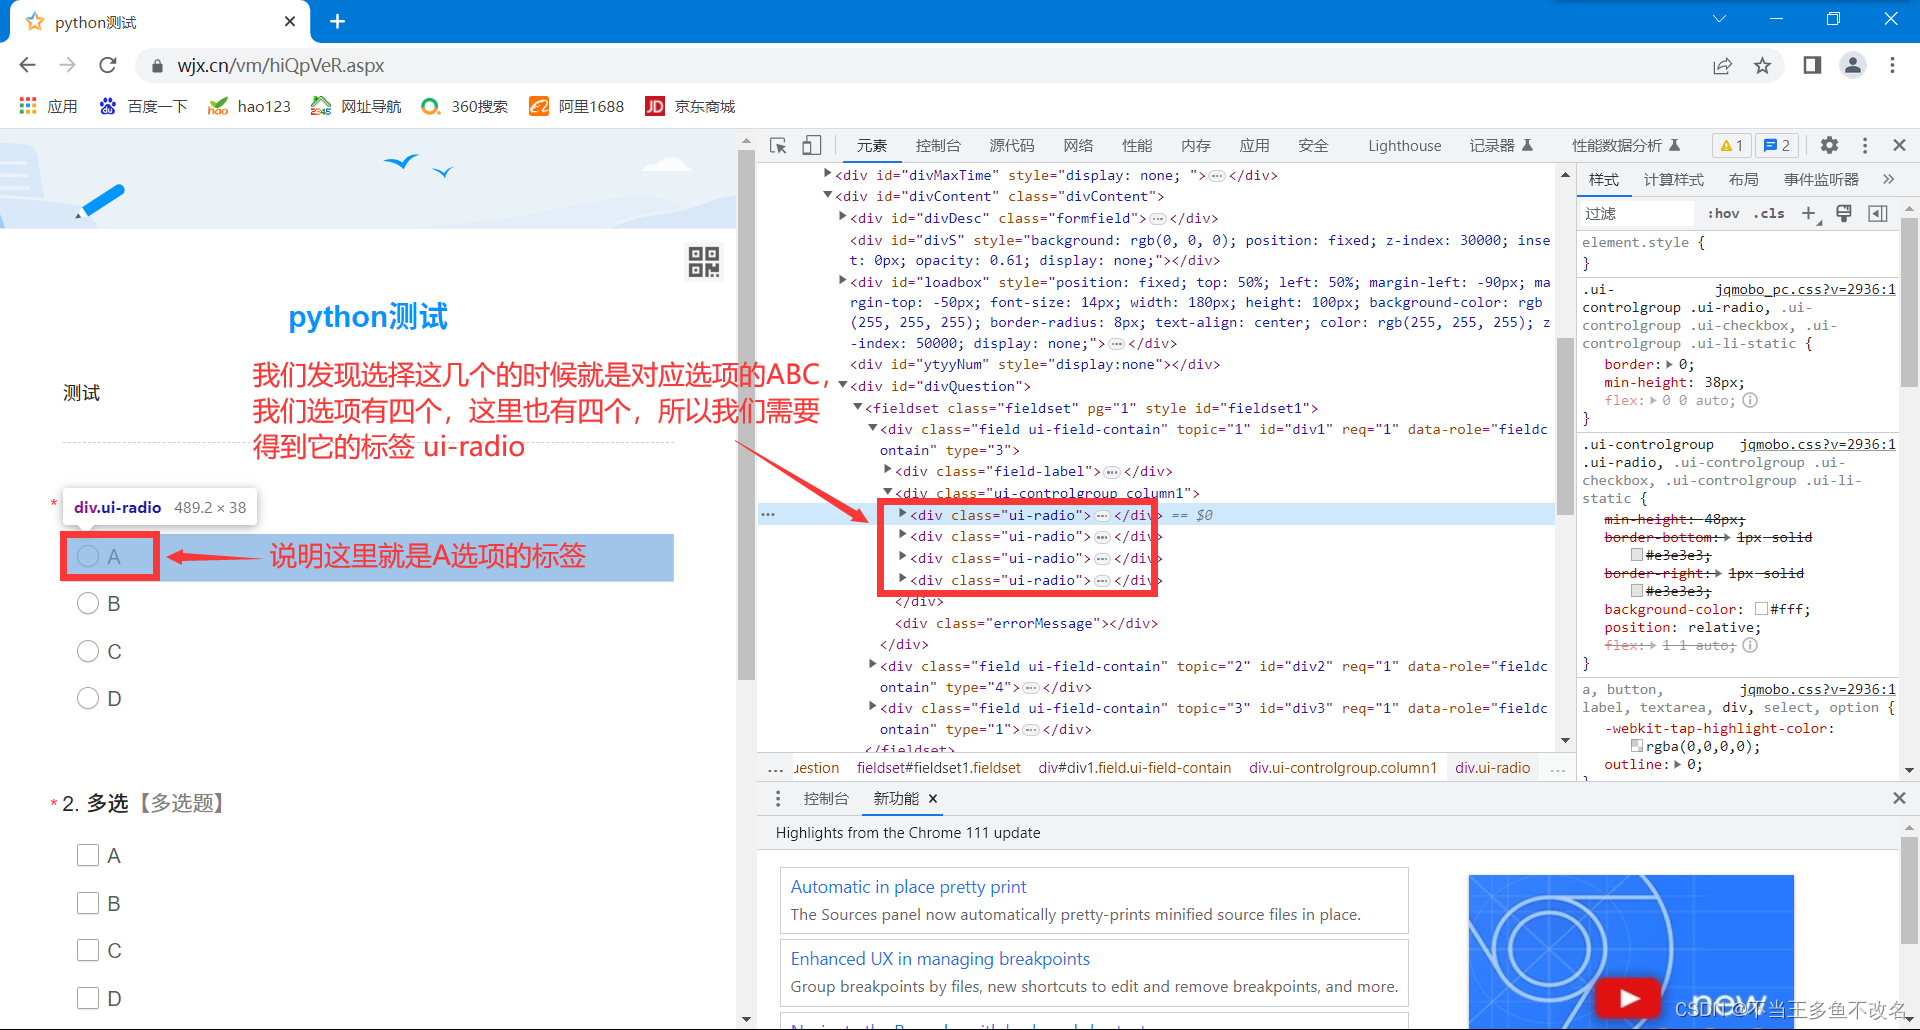 python测试
wjx.cn/vm/hiQpVeR.aspx
应用 百度一下 hao123 网址导航 360搜索 阿里1688 京东商城
python测试
测试
我们发现选择这几个的时候就是对应选项的ABC，
我们选项有四个，这里也有四个，所以我们需要
得到它的标签 ui-radio
*
div.ui-radio 489.2 × 38
A
说明这里就是A选项的标签
B
C
D
* 2. 多选【多选题】
A
B
C
D
元素 控制台 源代码 网络 性能 内存 应用 安全 Lighthouse 记录器 性能数据分析 1 2
<div id="divMaxTime" style="display: none; ">…</div>
<div id="divContent" class="divContent">
<div id="divDesc" class="formfield">…</div>
<div id="divS" style="background: rgb(0, 0, 0); position: fixed; z-index: 30000; inse
t: 0px; opacity: 0.61; display: none;"></div>
<div id="loadbox" style="position: fixed; top: 50%; left: 50%; margin-left: -90px; ma
rgin-top: -50px; font-size: 14px; width: 180px; height: 100px; background-color: rgb
(255, 255, 255); border-radius: 8px; text-align: center; color: rgb(255, 255, 255); z
-index: 50000; display: none;">…</div>
<div id="ytyyNum" style="display:none"></div>
<div id="divQuestion">
<fieldset class="fieldset" pg="1" style id="fieldset1">
<div class="field ui-field-contain" topic="1" id="div1" req="1" data-role="fieldc
ontain" type="3">
<div class="field-label">…</div>
<div class="ui-controlgroup column1">
… <div class="ui-radio">…</div> == $0
<div class="ui-radio">…</div>
<div class="ui-radio">…</div>
<div class="ui-radio">…</div>
</div>
<div class="errorMessage"></div>
</div>
<div class="field ui-field-contain" topic="2" id="div2" req="1" data-role="fieldc
ontain" type="4">…</div>
<div class="field ui-field-contain" topic="3" id="div3" req="1" data-role="fieldc
ontain" type="1">…</div>
</fieldset>
… uestion fieldset#fieldset1.fieldset div#div1.field.ui-field-contain div.ui-controlgroup.column1 div.ui-radio …
样式 计算样式 布局 事件监听器 »
过滤 :hov .cls +
element.style {
}
.ui- jqmobo_pc.css?v=2936:1
controlgroup .ui-radio, .ui-
controlgroup .ui-checkbox, .ui-
controlgroup .ui-li-static {
border: 0;
min-height: 38px;
flex: 0 0 auto;
}
.ui-controlgroup jqmobo.css?v=2936:1
.ui-radio, .ui-controlgroup .ui-
checkbox, .ui-controlgroup .ui-li-
static {
min-height: 48px;
border-bottom: 1px solid
#e3e3e3;
border-right: 1px solid
#e3e3e3;
background-color: #fff;
position: relative;
flex: 1 1 auto;
}
a, button, jqmobo.css?v=2936:1
label, textarea, div, select, option {
-webkit-tap-highlight-color:
rgba(0,0,0,0);
outline: 0;
}
控制台 新功能
Highlights from the Chrome 111 update
Automatic in place pretty print
The Sources panel now automatically pretty-prints minified source files in place.
Enhanced UX in managing breakpoints
Group breakpoints by files, new shortcuts to edit and remove breakpoints, and more.
new
CSDN @不当王多鱼不改名